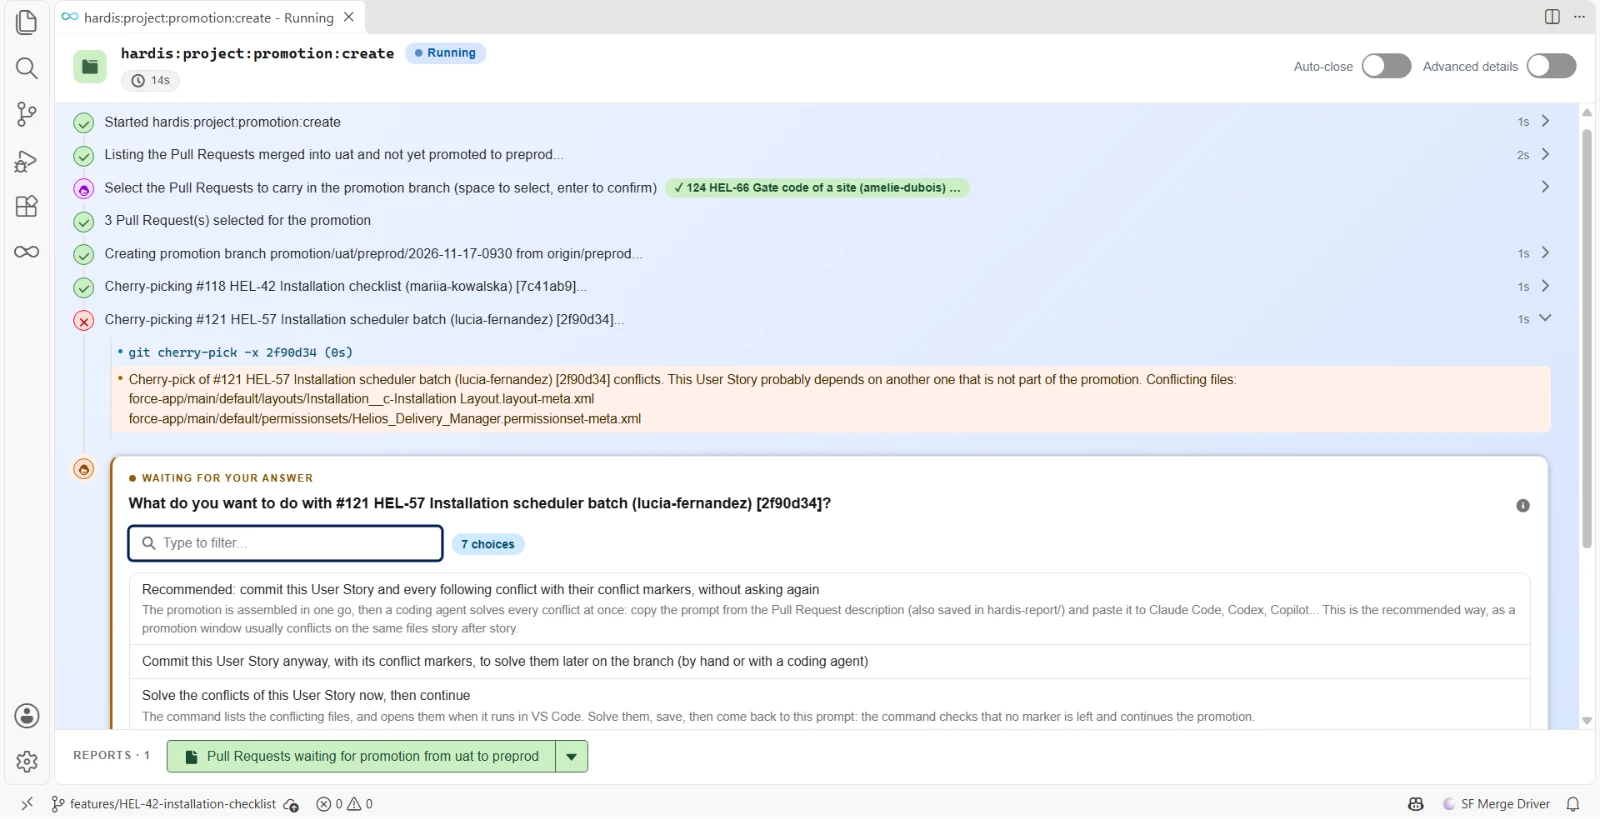 hardis:project:promotion:create - Running
hardis:project:promotion:create
Running
14s
Auto-close
Advanced details
Started hardis:project:promotion:create
1s
Listing the Pull Requests merged into uat and not yet promoted to preprod...
2s
Select the Pull Requests to carry in the promotion branch (space to select, enter to confirm)
✓ 124 HEL-66 Gate code of a site (amelie-dubois) ...
3 Pull Request(s) selected for the promotion
Creating promotion branch promotion/uat/preprod/2026-11-17-0930 from origin/preprod...
1s
Cherry-picking #118 HEL-42 Installation checklist (mariia-kowalska) [7c41ab9]...
1s
Cherry-picking #121 HEL-57 Installation scheduler batch (lucia-fernandez) [2f90d34]...
1s
• git cherry-pick -x 2f90d34 (0s)
• Cherry-pick of #121 HEL-57 Installation scheduler batch (lucia-fernandez) [2f90d34] conflicts. This User Story probably depends on another one that is not part of the promotion. Conflicting files:
force-app/main/default/layouts/Installation__c-Installation Layout.layout-meta.xml
force-app/main/default/permissionsets/Helios_Delivery_Manager.permissionset-meta.xml
WAITING FOR YOUR ANSWER
What do you want to do with #121 HEL-57 Installation scheduler batch (lucia-fernandez) [2f90d34]?
Type to filter...
7 choices
Recommended: commit this User Story and every following conflict with their conflict markers, without asking again
The promotion is assembled in one go, then a coding agent solves every conflict at once: copy the prompt from the Pull Request description (also saved in hardis-report/) and paste it to Claude Code, Codex, Copilot... This is the recommended way, as a
promotion window usually conflicts on the same files story after story.
Commit this User Story anyway, with its conflict markers, to solve them later on the branch (by hand or with a coding agent)
Solve the conflicts of this User Story now, then continue
The command lists the conflicting files, and opens them when it runs in VS Code. Solve them, save, then come back to this prompt: the command checks that no marker is left and continues the promotion.
REPORTS · 1
Pull Requests waiting for promotion from uat to preprod
features/HEL-42-installation-checklist
0
0
SF Merge Driver